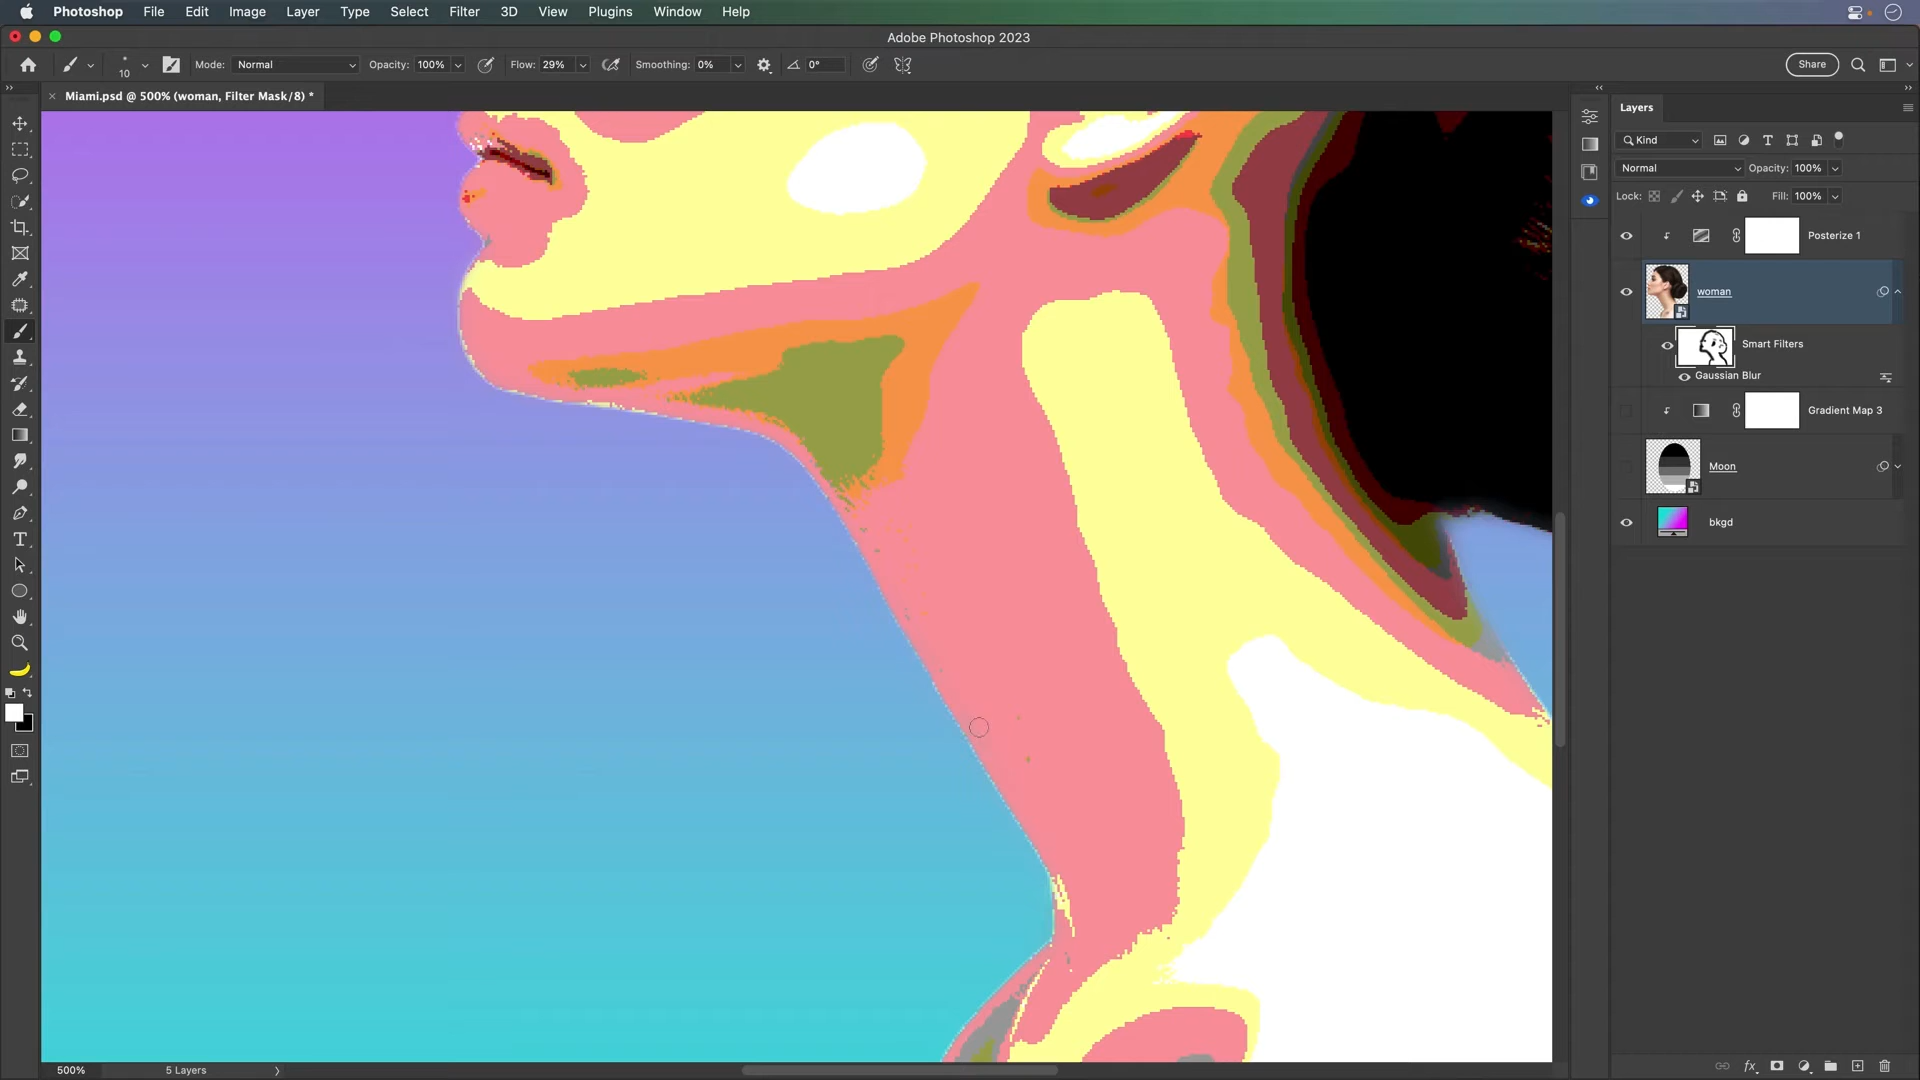 Photoshop File Edit Image Layer Type Select Filter 3D View Plugins Window Help
Adobe Photoshop 2023
10 Mode: Normal Opacity: 100% Flow: 29% Smoothing: 0% 0° Share
Miami.psd @ 500% (woman, Filter Mask/8) *
Layers
Kind
Normal Opacity: 100%
Lock: Fill: 100%
Posterize 1
woman
Smart Filters
Gaussian Blur
Gradient Map 3
Moon
bkgd
500% 5 Layers
fx